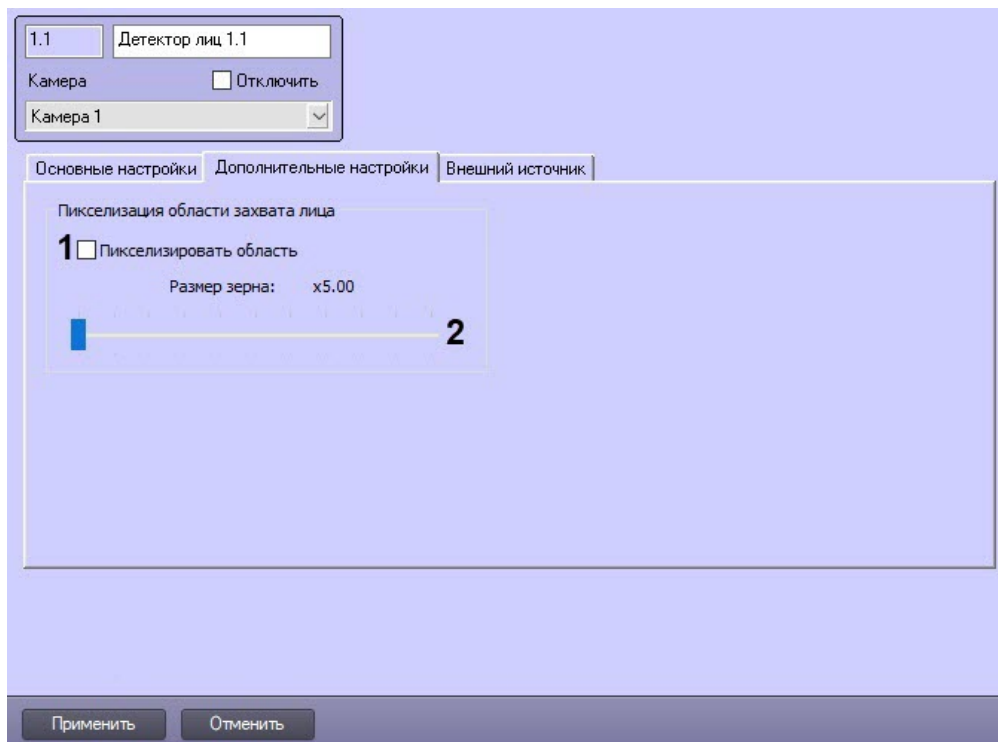 1.1 Детектор лиц 1.1
Камера Отключить
Камера 1
Основные настройки Дополнительные настройки Внешний источник
Пикселизация области захвата лица
1 Пикселизировать область
Размер зерна: x5.00
2
Применить Отменить